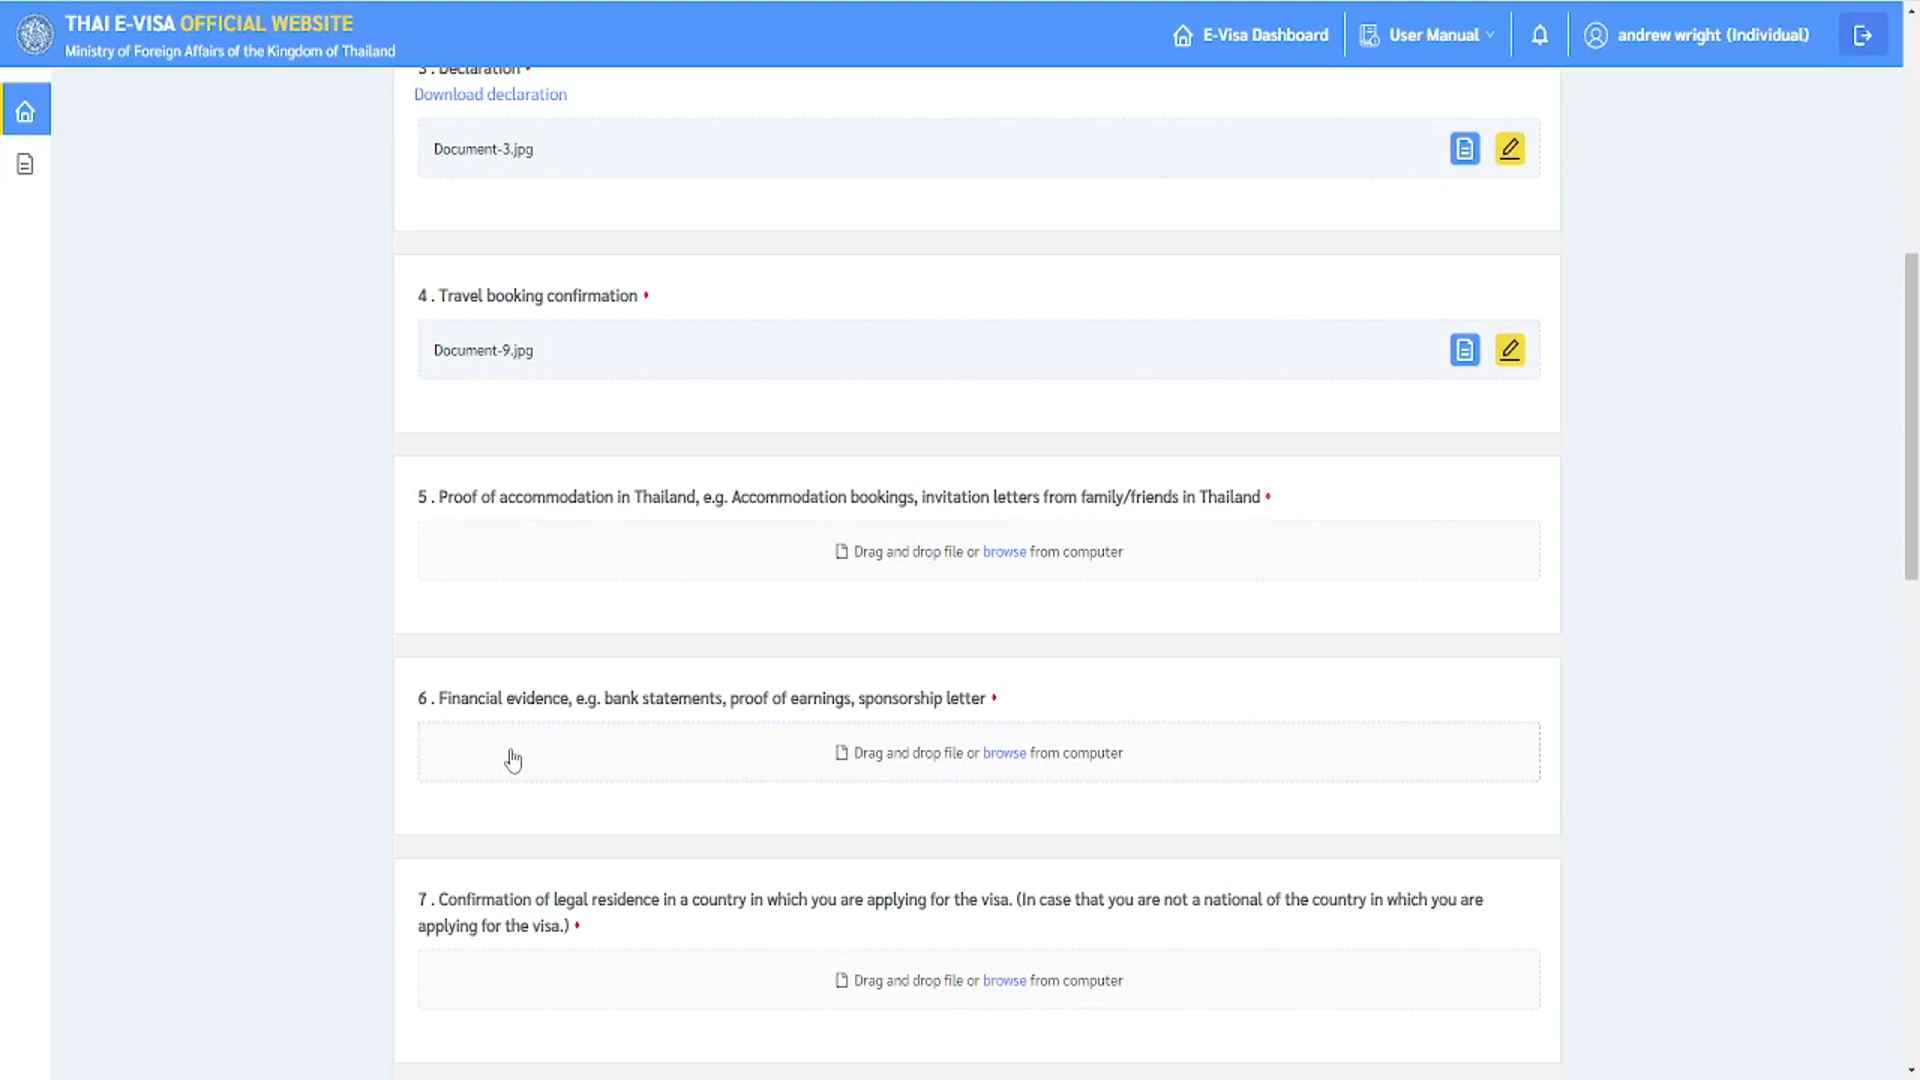 THAI E-VISA OFFICIAL WEBSITE
Ministry of Foreign Affairs of the Kingdom of Thailand
E-Visa Dashboard
User Manual
andrew wright (Individual)
3 . Declaration
Download declaration
Document-3.jpg
4 . Travel booking confirmation
Document-9.jpg
5 . Proof of accommodation in Thailand, e.g. Accommodation bookings, invitation letters from family/friends in Thailand
Drag and drop file or browse from computer
6 . Financial evidence, e.g. bank statements, proof of earnings, sponsorship letter
Drag and drop file or browse from computer
7 . Confirmation of legal residence in a country in which you are applying for the visa. (In case that you are not a national of the country in which you are
applying for the visa.)
Drag and drop file or browse from computer